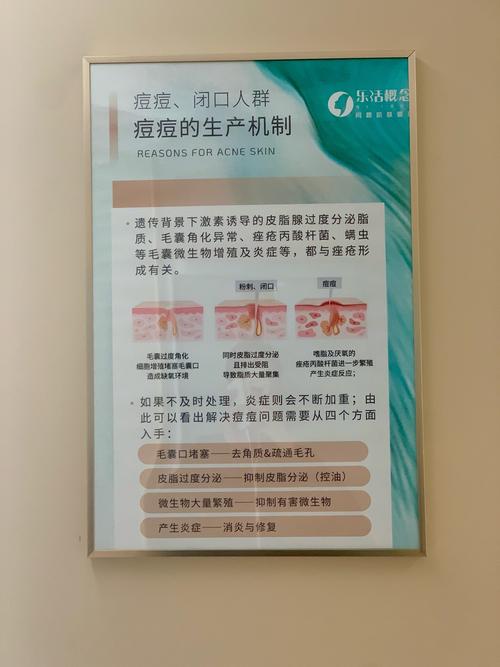 痘痘、闭口人群
乐活概念
痘痘的生产机制
REASONS FOR ACNE SKIN
• 遗传背景下激素诱导的皮脂腺过度分泌脂
质、毛囊角化异常、痤疮丙酸杆菌、螨虫
等毛囊微生物增殖及炎症等，都与痤疮形
成有关。
粉刺、闭口
痘痘
毛囊过度角化
细胞增殖堵塞毛囊口
造成缺氧环境
同时皮脂过度分泌
且排出受阻
导致脂质大量聚集
嗜脂及厌氧的
痤疮丙酸杆菌进一步繁殖
产生炎症反应；
• 如果不及时处理，炎症则会不断加重；由
此可以看出解决痘痘问题需要从四个方面
入手：
毛囊口堵塞——去角质&疏通毛孔
皮脂过度分泌——抑制皮脂分泌（控油）
微生物大量繁殖——抑制有害微生物
产生炎症——消炎与修复